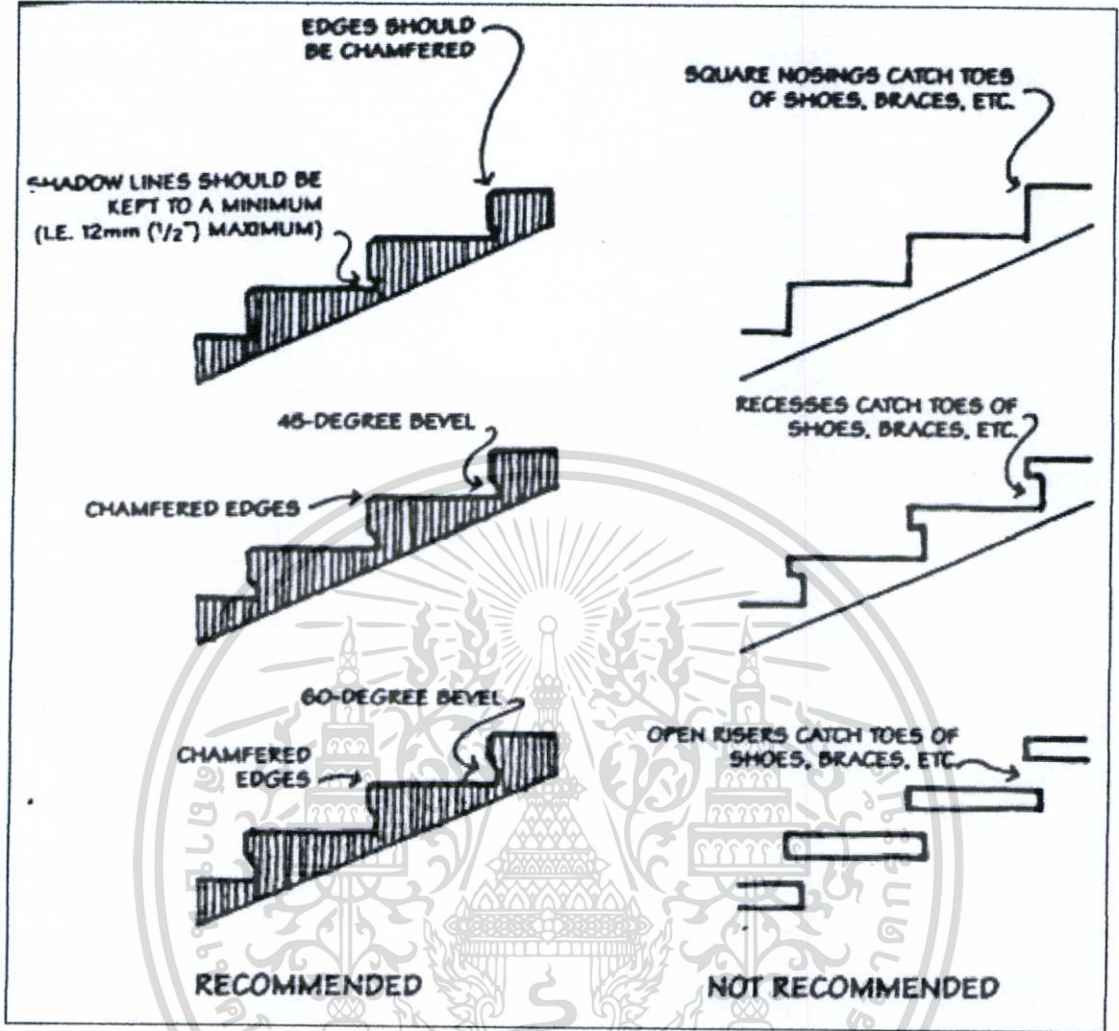 EDGES SHOULD
BE CHAMFERED
SQUARE NOSINGS CATCH TOES
OF SHOES, BRACES, ETC.
SHADOW LINES SHOULD BE
KEPT TO A MINIMUM
(I.E. 12mm (1/2") MAXIMUM)
45-DEGREE BEVEL
RECESSES CATCH TOES OF
SHOES, BRACES, ETC.
CHAMFERED EDGES
60-DEGREE BEVEL
OPEN RISERS CATCH TOES OF
SHOES, BRACES, ETC.
CHAMFERED
EDGES
RECOMMENDED
NOT RECOMMENDED